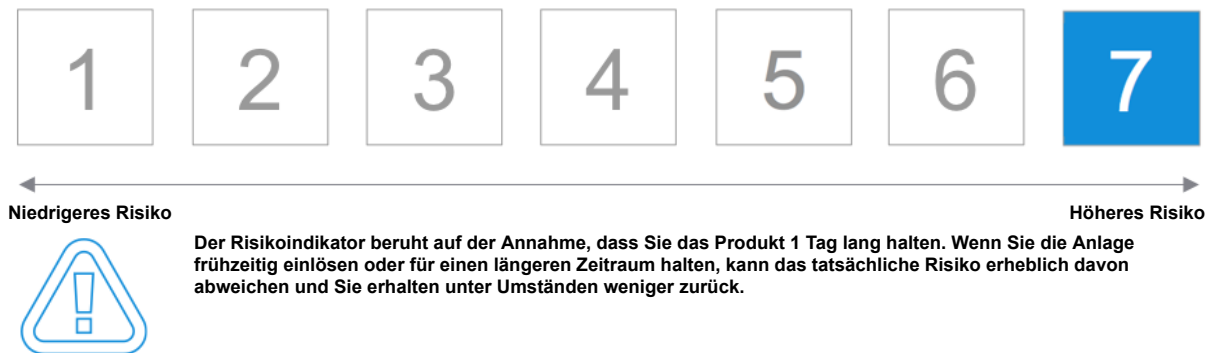 1 2 3 4 5 6 7
Niedrigeres Risiko Höheres Risiko
Der Risikoindikator beruht auf der Annahme, dass Sie das Produkt 1 Tag lang halten. Wenn Sie die Anlage
frühzeitig einlösen oder für einen längeren Zeitraum halten, kann das tatsächliche Risiko erheblich davon
abweichen und Sie erhalten unter Umständen weniger zurück.